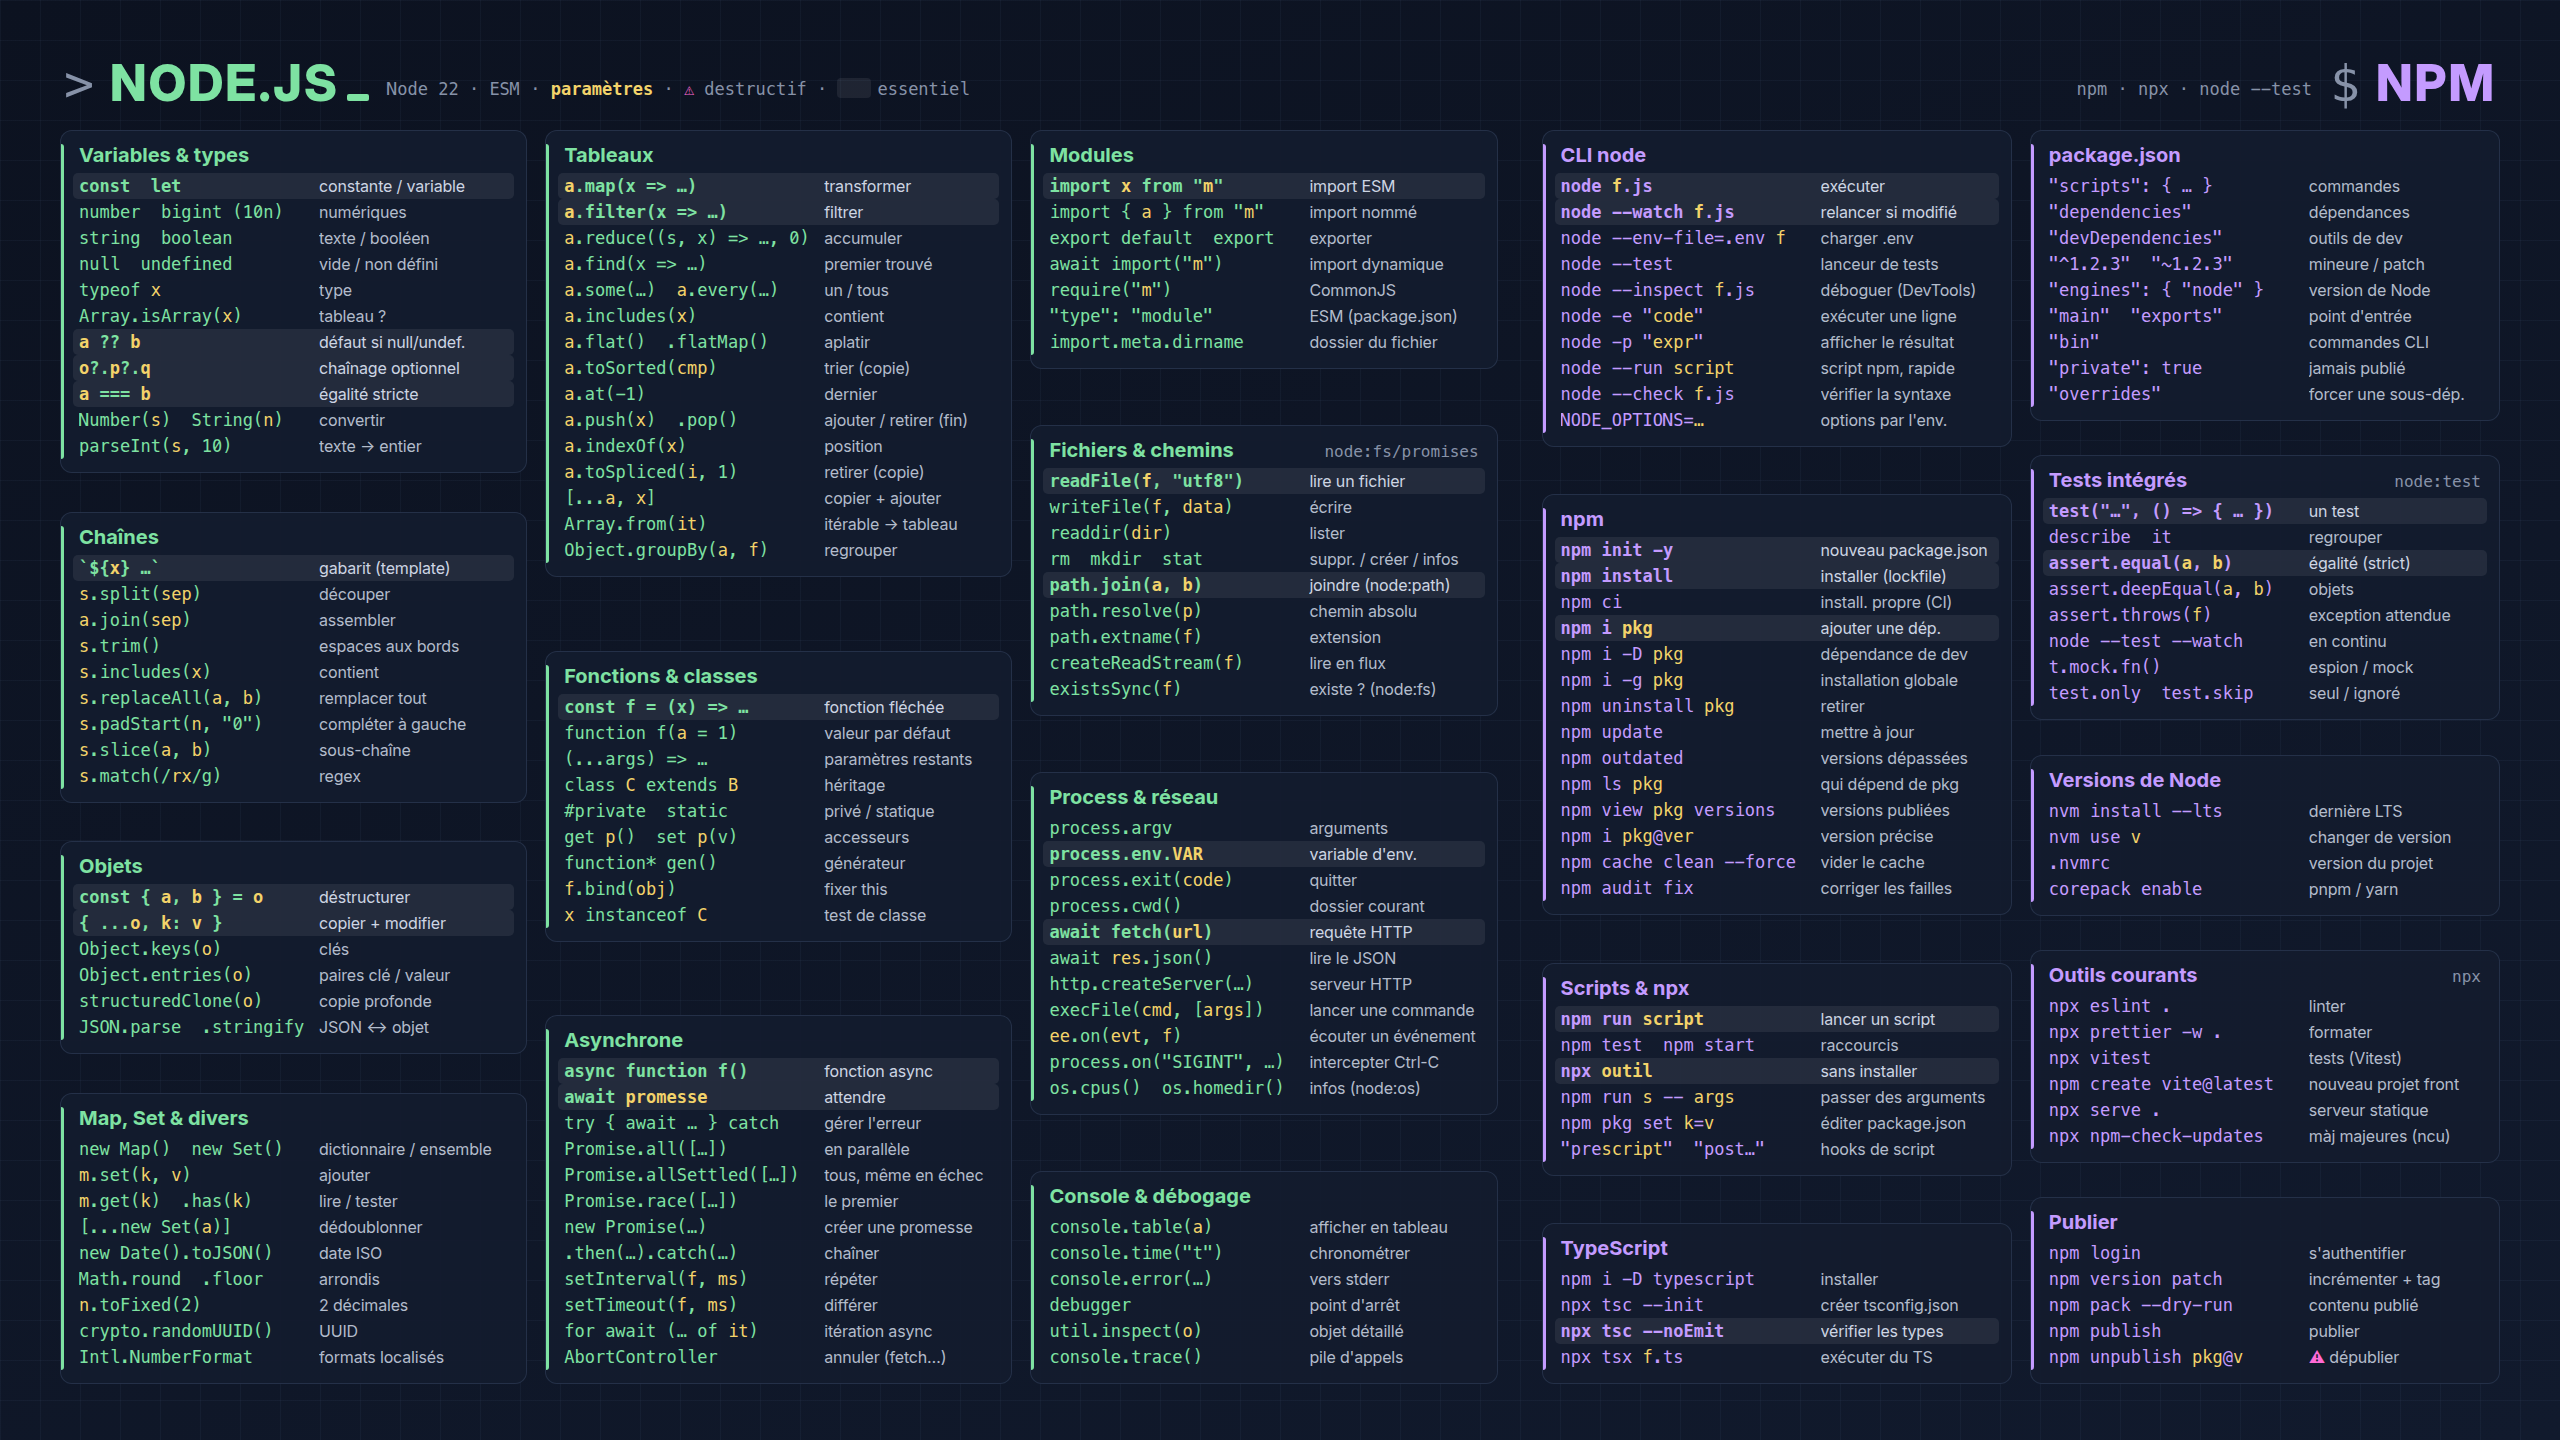 > NODE.JS_ Node 22 · ESM · paramètres · ⚠ destructif · essentiel
npm · npx · node --test $ NPM
Variables & types
const  let  constante / variable
number  bigint (10n)  numériques
string  boolean  texte / booléen
null  undefined  vide / non défini
typeof x  type
Array.isArray(x)  tableau ?
a ?? b  défaut si null/undef.
o?.p?.q  chaînage optionnel
a === b  égalité stricte
Number(s)  String(n)  convertir
parseInt(s, 10)  texte → entier
Chaînes
`${x} …`  gabarit (template)
s.split(sep)  découper
a.join(sep)  assembler
s.trim()  espaces aux bords
s.includes(x)  contient
s.replaceAll(a, b)  remplacer tout
s.padStart(n, "0")  compléter à gauche
s.slice(a, b)  sous-chaîne
s.match(/rx/g)  regex
Objets
const { a, b } = o  déstructurer
{ ...o, k: v }  copier + modifier
Object.keys(o)  clés
Object.entries(o)  paires clé / valeur
structuredClone(o)  copie profonde
JSON.parse  .stringify  JSON ↔ objet
Map, Set & divers
new Map()  new Set()  dictionnaire / ensemble
m.set(k, v)  ajouter
m.get(k)  .has(k)  lire / tester
[...new Set(a)]  dédoublonner
new Date().toJSON()  date ISO
Math.round  .floor  arrondis
n.toFixed(2)  2 décimales
crypto.randomUUID()  UUID
Intl.NumberFormat  formats localisés
Tableaux
a.map(x => …)  transformer
a.filter(x => …)  filtrer
a.reduce((s, x) => …, 0)  accumuler
a.find(x => …)  premier trouvé
a.some(…)  a.every(…)  un / tous
a.includes(x)  contient
a.flat()  .flatMap()  aplatir
a.toSorted(cmp)  trier (copie)
a.at(-1)  dernier
a.push(x)  .pop()  ajouter / retirer (fin)
a.indexOf(x)  position
a.toSpliced(i, 1)  retirer (copie)
[...a, x]  copier + ajouter
Array.from(it)  itérable → tableau
Object.groupBy(a, f)  regrouper
Fonctions & classes
const f = (x) => …  fonction fléchée
function f(a = 1)  valeur par défaut
(...args) => …  paramètres restants
class C extends B  héritage
#private  static  privé / statique
get p()  set p(v)  accesseurs
function* gen()  générateur
f.bind(obj)  fixer this
x instanceof C  test de classe
Asynchrone
async function f()  fonction async
await promesse  attendre
try { await … } catch  gérer l'erreur
Promise.all([…])  en parallèle
Promise.allSettled([…])  tous, même en échec
Promise.race([…])  le premier
new Promise(…)  créer une promesse
.then(…).catch(…)  chaîner
setInterval(f, ms)  répéter
setTimeout(f, ms)  différer
for await (… of it)  itération async
AbortController  annuler (fetch...)
Modules
import x from "m"  import ESM
import { a } from "m"  import nommé
export default  export  exporter
await import("m")  import dynamique
require("m")  CommonJS
"type": "module"  ESM (package.json)
import.meta.dirname  dossier du fichier
Fichiers & chemins  node:fs/promises
readFile(f, "utf8")  lire un fichier
writeFile(f, data)  écrire
readdir(dir)  lister
rm  mkdir  stat  suppr. / créer / infos
path.join(a, b)  joindre (node:path)
path.resolve(p)  chemin absolu
path.extname(f)  extension
createReadStream(f)  lire en flux
existsSync(f)  existe ? (node:fs)
Process & réseau
process.argv  arguments
process.env.VAR  variable d'env.
process.exit(code)  quitter
process.cwd()  dossier courant
await fetch(url)  requête HTTP
await res.json()  lire le JSON
http.createServer(…)  serveur HTTP
execFile(cmd, [args])  lancer une commande
ee.on(evt, f)  écouter un événement
process.on("SIGINT", …)  intercepter Ctrl-C
os.cpus()  os.homedir()  infos (node:os)
Console & débogage
console.table(a)  afficher en tableau
console.time("t")  chronométrer
console.error(…)  vers stderr
debugger  point d'arrêt
util.inspect(o)  objet détaillé
console.trace()  pile d'appels
CLI node
node f.js  exécuter
node --watch f.js  relancer si modifié
node --env-file=.env f  charger .env
node --test  lanceur de tests
node --inspect f.js  déboguer (DevTools)
node -e "code"  exécuter une ligne
node -p "expr"  afficher le résultat
node --run script  script npm, rapide
node --check f.js  vérifier la syntaxe
NODE_OPTIONS=…  options par l'env.
npm
npm init -y  nouveau package.json
npm install  installer (lockfile)
npm ci  install. propre (CI)
npm i pkg  ajouter une dép.
npm i -D pkg  dépendance de dev
npm i -g pkg  installation globale
npm uninstall pkg  retirer
npm update  mettre à jour
npm outdated  versions dépassées
npm ls pkg  qui dépend de pkg
npm view pkg versions  versions publiées
npm i pkg@ver  version précise
npm cache clean --force  vider le cache
npm audit fix  corriger les failles
Scripts & npx
npm run script  lancer un script
npm test  npm start  raccourcis
npx outil  sans installer
npm run s -- args  passer des arguments
npm pkg set k=v  éditer package.json
"prescript"  "post…"  hooks de script
TypeScript
npm i -D typescript  installer
npx tsc --init  créer tsconfig.json
npx tsc --noEmit  vérifier les types
npx tsx f.ts  exécuter du TS
package.json
"scripts": { … }  commandes
"dependencies"  dépendances
"devDependencies"  outils de dev
"^1.2.3"  "~1.2.3"  mineure / patch
"engines": { "node" }  version de Node
"main"  "exports"  point d'entrée
"bin"  commandes CLI
"private": true  jamais publié
"overrides"  forcer une sous-dép.
Tests intégrés  node:test
test("…", () => { … })  un test
describe  it  regrouper
assert.equal(a, b)  égalité (strict)
assert.deepEqual(a, b)  objets
assert.throws(f)  exception attendue
node --test --watch  en continu
t.mock.fn()  espion / mock
test.only  test.skip  seul / ignoré
Versions de Node
nvm install --lts  dernière LTS
nvm use v  changer de version
.nvmrc  version du projet
corepack enable  pnpm / yarn
Outils courants  npx
npx eslint .  linter
npx prettier -w .  formater
npx vitest  tests (Vitest)
npm create vite@latest  nouveau projet front
npx serve .  serveur statique
npx npm-check-updates  màj majeures (ncu)
Publier
npm login  s'authentifier
npm version patch  incrémenter + tag
npm pack --dry-run  contenu publié
npm publish  publier
npm unpublish pkg@v  ⚠ dépublier